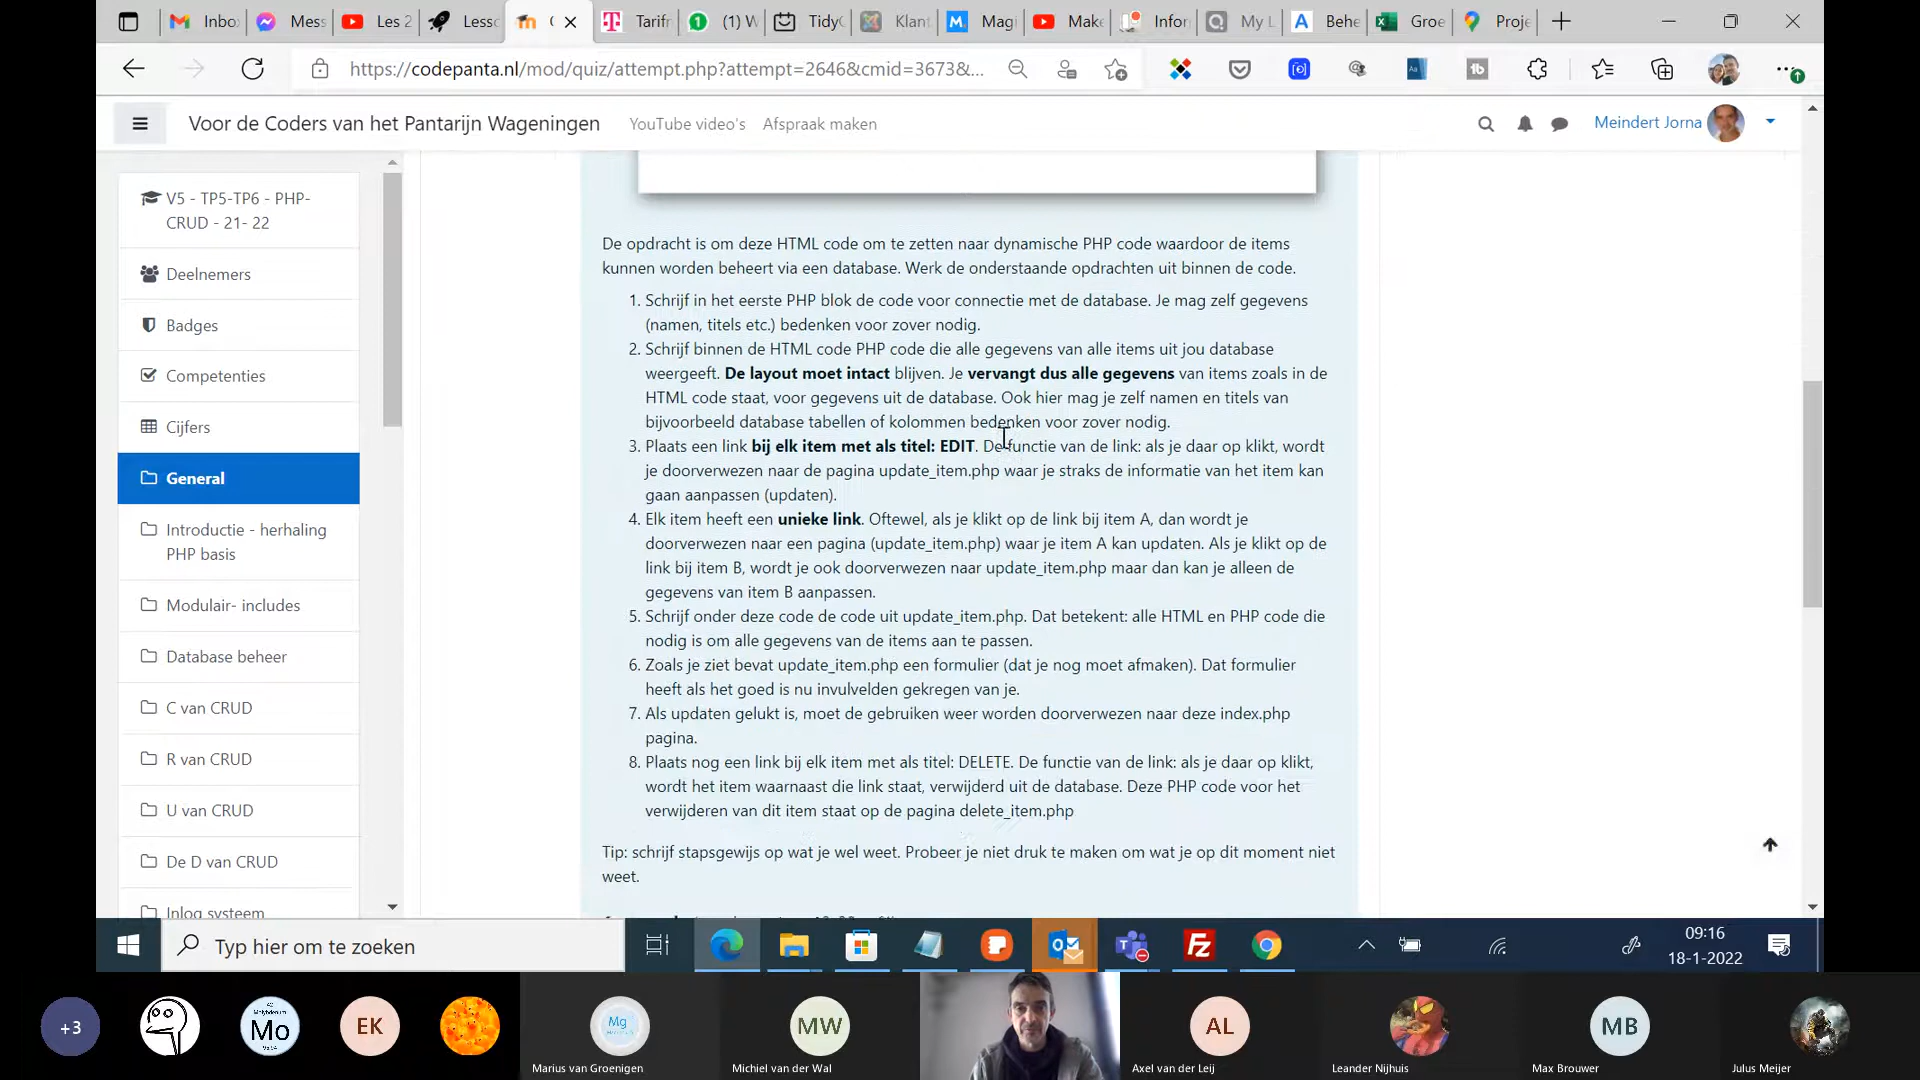 Inbo
Mess
Les 2
Lesso
Tarifr
(1) W
Tidy
Klant
Magi
Make
Infor
My L
Behe
Groe
Proje
https://codepanta.nl/mod/quiz/attempt.php?attempt=2646&cmid=3673&...
Voor de Coders van het Pantarijn Wageningen
YouTube video's
Afspraak maken
Meindert Jorna
V5 - TP5-TP6 - PHP-
CRUD - 21- 22
Deelnemers
Badges
Competenties
Cijfers
General
Introductie - herhaling
PHP basis
Modulair- includes
Database beheer
C van CRUD
R van CRUD
U van CRUD
De D van CRUD
Inlog systeem
De opdracht is om deze HTML code om te zetten naar dynamische PHP code waardoor de items
kunnen worden beheert via een database. Werk de onderstaande opdrachten uit binnen de code.
1. Schrijf in het eerste PHP blok de code voor connectie met de database. Je mag zelf gegevens
(namen, titels etc.) bedenken voor zover nodig.
2. Schrijf binnen de HTML code PHP code die alle gegevens van alle items uit jou database
weergeeft. De layout moet intact blijven. Je vervangt dus alle gegevens van items zoals in de
HTML code staat, voor gegevens uit de database. Ook hier mag je zelf namen en titels van
bijvoorbeeld database tabellen of kolommen bedenken voor zover nodig.
3. Plaats een link bij elk item met als titel: EDIT. De functie van de link: als je daar op klikt, wordt
je doorverwezen naar de pagina update_item.php waar je straks de informatie van het item kan
gaan aanpassen (updaten).
4. Elk item heeft een unieke link. Oftewel, als je klikt op de link bij item A, dan wordt je
doorverwezen naar een pagina (update_item.php) waar je item A kan updaten. Als je klikt op de
link bij item B, wordt je ook doorverwezen naar update_item.php maar dan kan je alleen de
gegevens van item B aanpassen.
5. Schrijf onder deze code de code uit update_item.php. Dat betekent: alle HTML en PHP code die
nodig is om alle gegevens van de items aan te passen.
6. Zoals je ziet bevat update_item.php een formulier (dat je nog moet afmaken). Dat formulier
heeft als het goed is nu invulvelden gekregen van je.
7. Als updaten gelukt is, moet de gebruiken weer worden doorverwezen naar deze index.php
pagina.
8. Plaats nog een link bij elk item met als titel: DELETE. De functie van de link: als je daar op klikt,
wordt het item waarnaast die link staat, verwijderd uit de database. Deze PHP code voor het
verwijderen van dit item staat op de pagina delete_item.php
Tip: schrijf stapsgewijs op wat je wel weet. Probeer je niet druk te maken om wat je op dit moment niet
weet.
Typ hier om te zoeken
09:16
18-1-2022
+3
Mo
EK
Mg
MW
AL
MB
Marius van Groenigen
Michiel van der Wal
Axel van der Leij
Leander Nijhuis
Max Brouwer
Julus Meijer